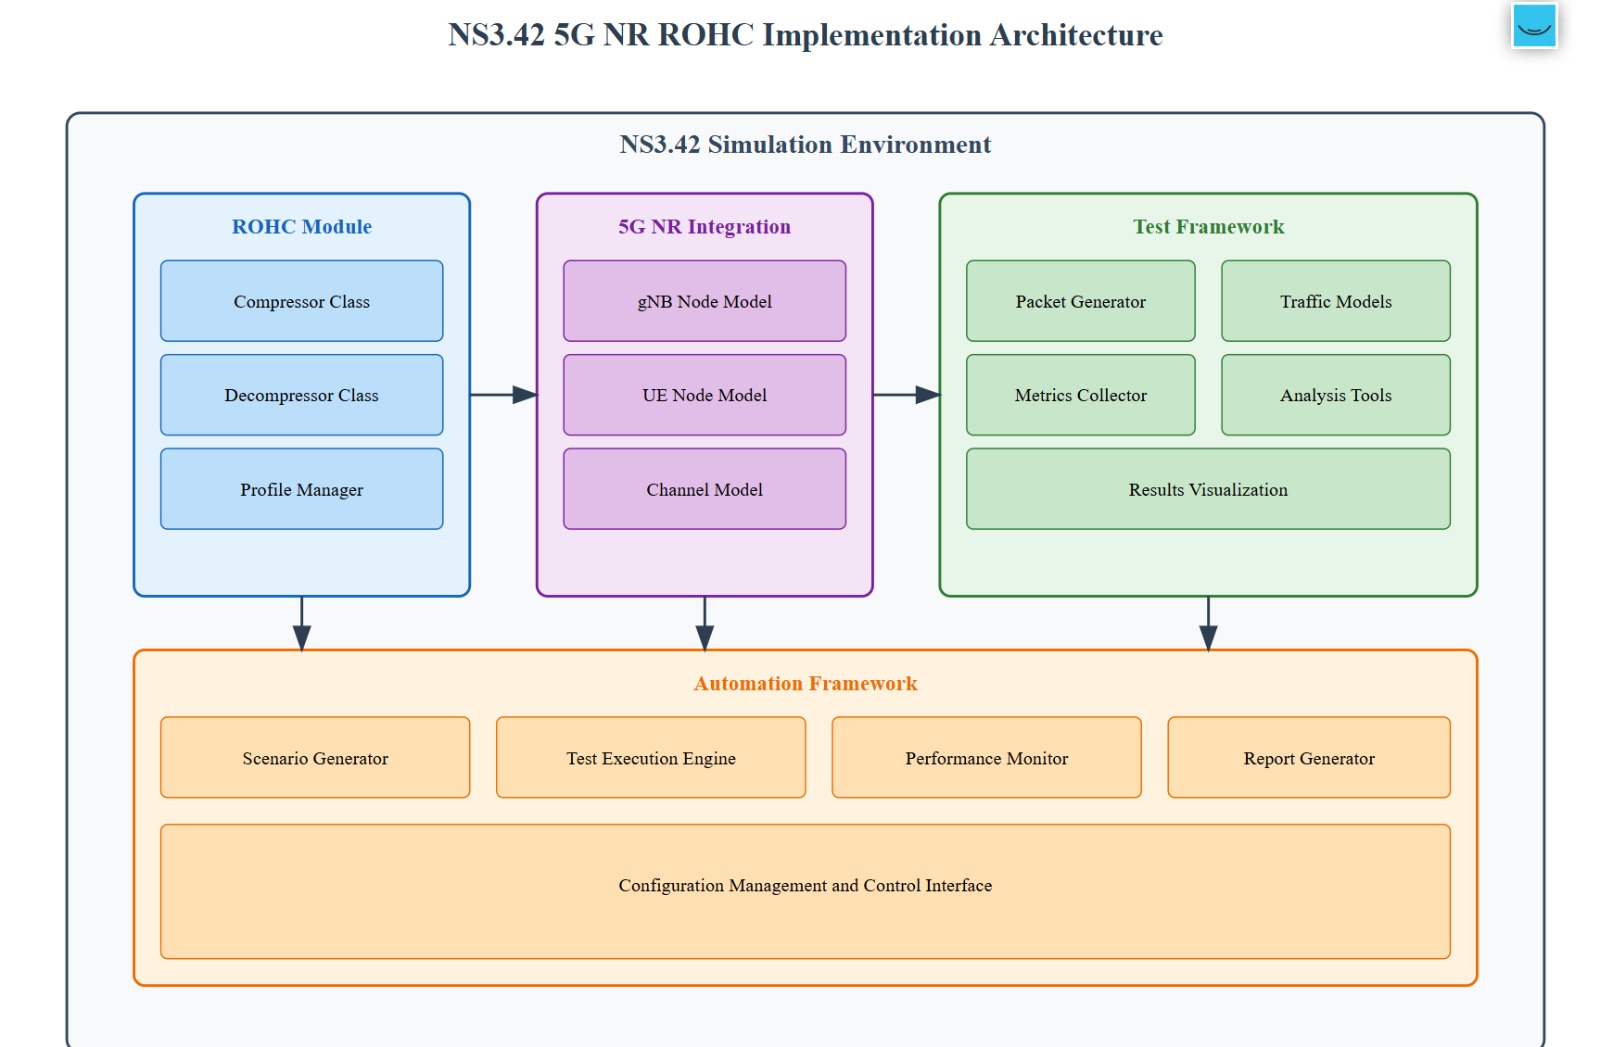 NS3.42 5G NR ROHC Implementation Architecture
NS3.42 Simulation Environment
ROHC Module
Compressor Class
Decompressor Class
Profile Manager
5G NR Integration
gNB Node Model
UE Node Model
Channel Model
Test Framework
Packet Generator
Traffic Models
Metrics Collector
Analysis Tools
Results Visualization
Automation Framework
Scenario Generator
Test Execution Engine
Performance Monitor
Report Generator
Configuration Management and Control Interface